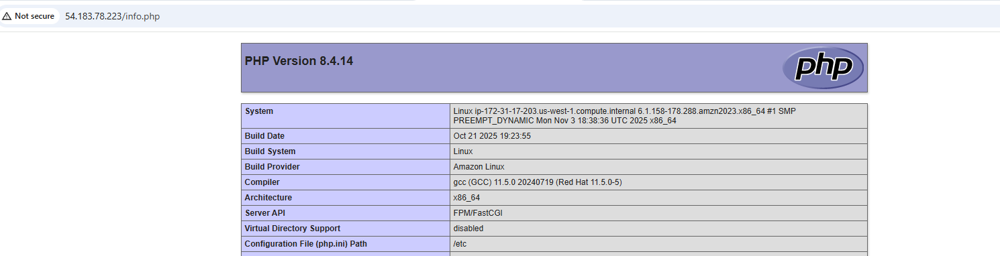 Not secure 54.183.78.223/info.php
PHP Version 8.4.14
php
System Linux ip-172-31-17-203.us-west-1.compute.internal 6.1.158-178.288.amzn2023.x86_64 #1 SMP
PREEMPT_DYNAMIC Mon Nov 3 18:38:36 UTC 2025 x86_64
Build Date Oct 21 2025 19:23:55
Build System Linux
Build Provider Amazon Linux
Compiler gcc (GCC) 11.5.0 20240719 (Red Hat 11.5.0-5)
Architecture x86_64
Server API FPM/FastCGI
Virtual Directory Support disabled
Configuration File (php.ini) Path /etc